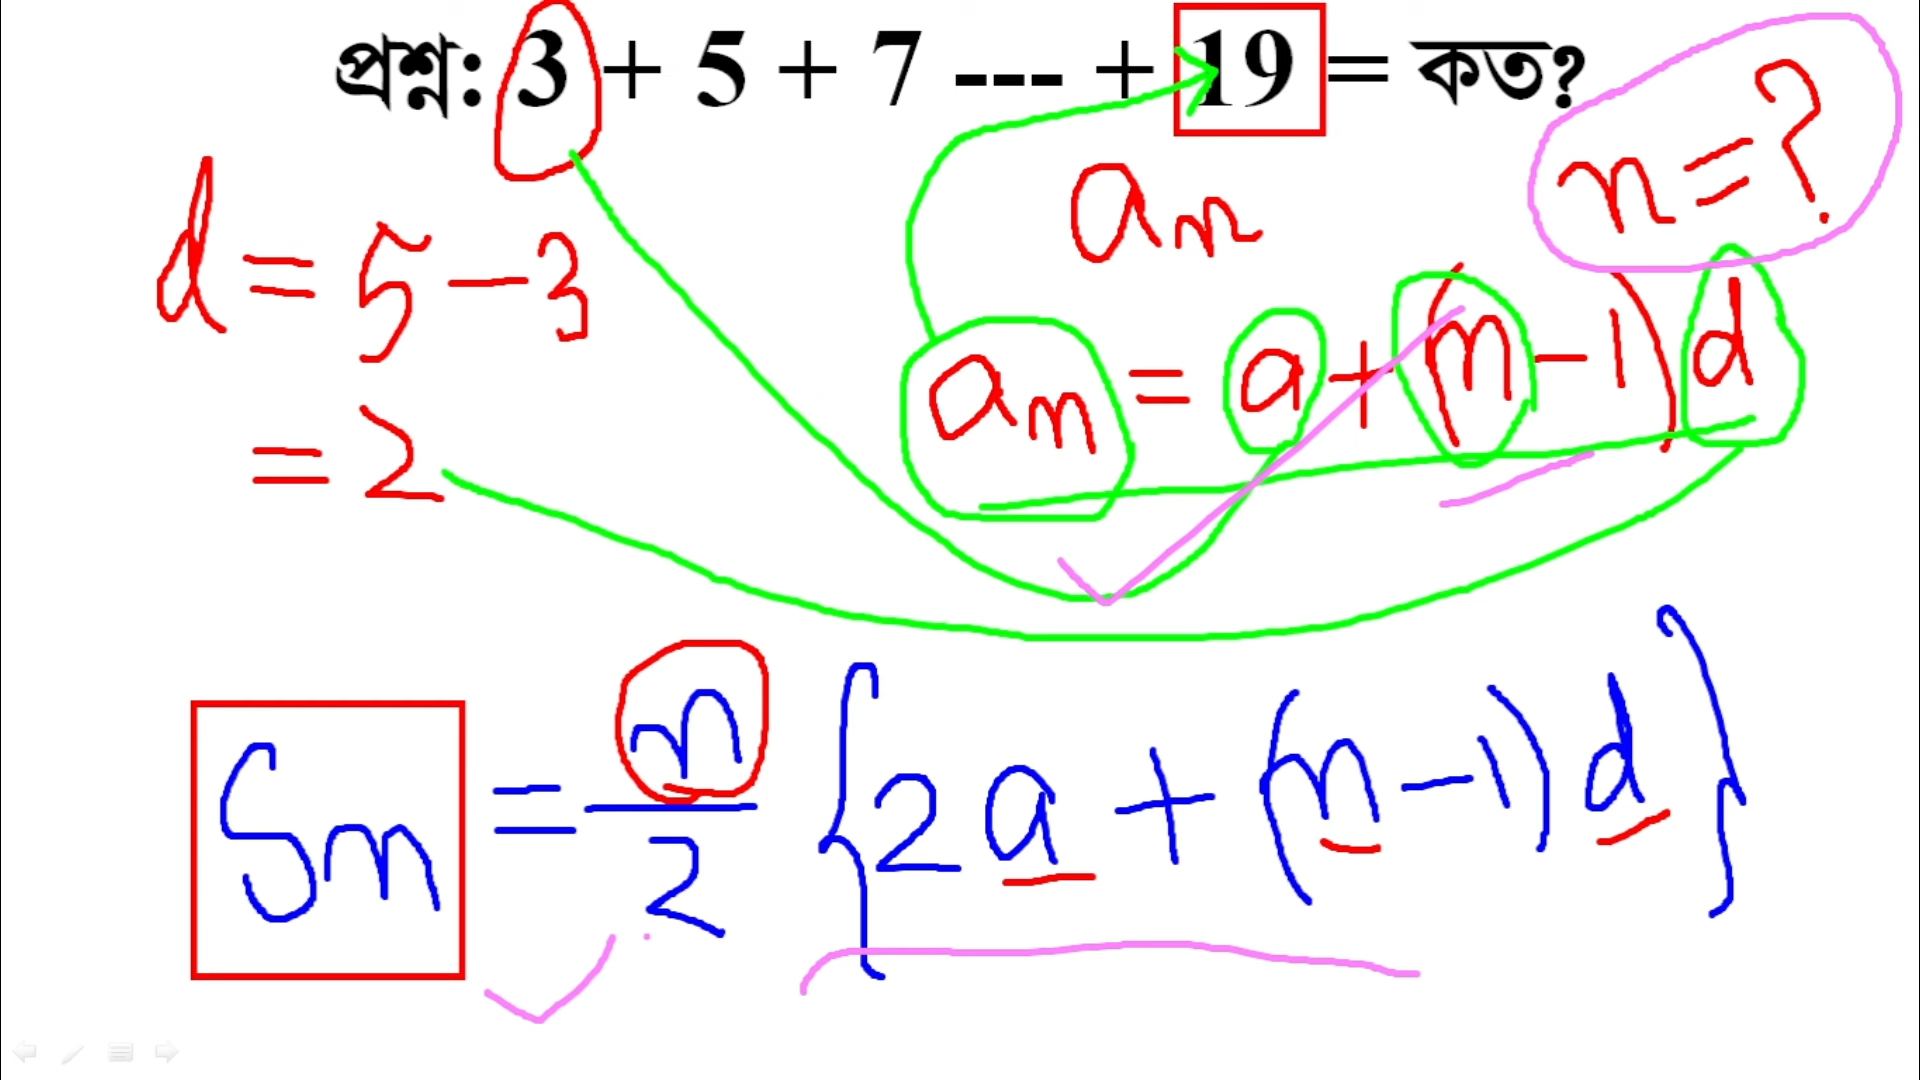 প্রশ্ন: 3 + 5 + 7 --- + 19 = কত?
n = ?
d = 5 - 3
= 2
an
an = a + (n - 1) d
Sn = n/2 {2a + (n - 1) d}